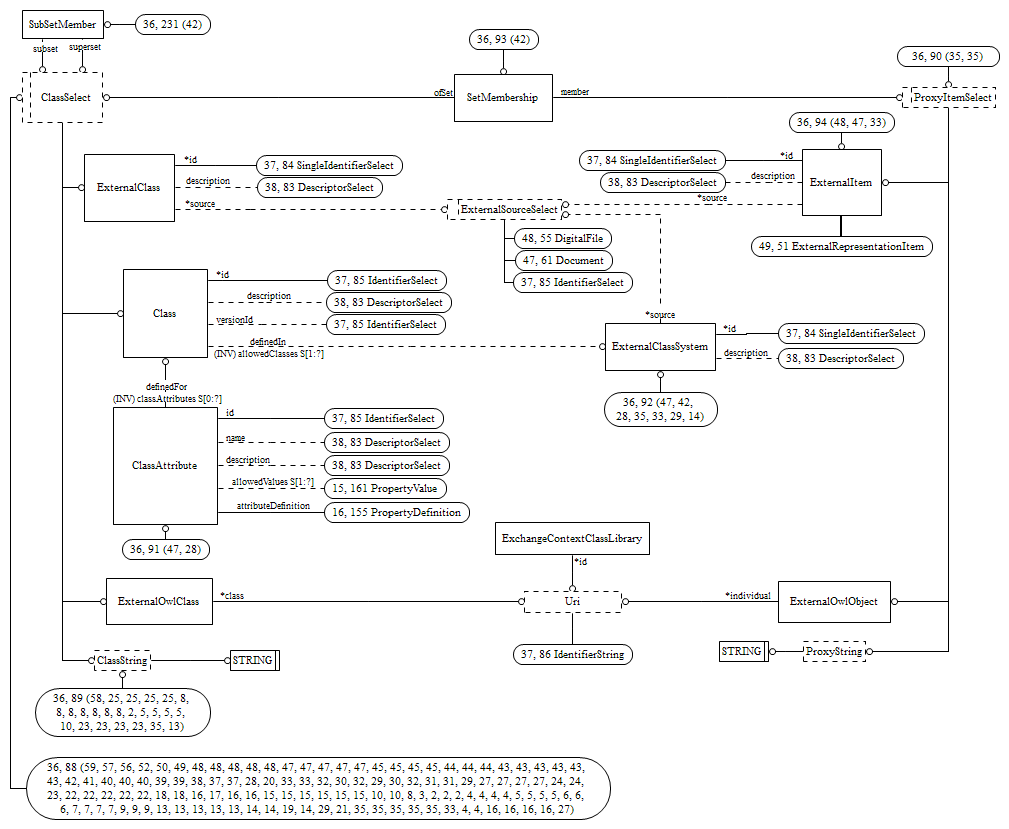 SubSetMember
36, 231 (42)
subset
superset
36, 93 (42)
36, 90 (35, 35)
ClassSelect
ofSet
SetMembership
member
ProxyItemSelect
36, 94 (48, 47, 33)
ExternalClass
*id
37, 84 SingleIdentifierSelect
description
38, 83 DescriptorSelect
*source
37, 84 SingleIdentifierSelect
*id
38, 83 DescriptorSelect
description
ExternalItem
*source
ExternalSourceSelect
48, 55 DigitalFile
47, 61 Document
37, 85 IdentifierSelect
49, 51 ExternalRepresentationItem
Class
*id
37, 85 IdentifierSelect
description
38, 83 DescriptorSelect
versionId
37, 85 IdentifierSelect
definedIn
(INV) allowedClasses S[1:?]
*source
ExternalClassSystem
*id
37, 84 SingleIdentifierSelect
description
38, 83 DescriptorSelect
36, 92 (47, 42,
28, 35, 33, 29, 14)
definedFor
(INV) classAttributes S[0:?]
ClassAttribute
id
37, 85 IdentifierSelect
name
38, 83 DescriptorSelect
description
38, 83 DescriptorSelect
allowedValues S[1:?]
15, 161 PropertyValue
attributeDefinition
16, 155 PropertyDefinition
36, 91 (47, 28)
ExchangeContextClassLibrary
*id
ExternalOwlClass
*class
Uri
*individual
ExternalOwlObject
37, 86 IdentifierString
ClassString
STRING
STRING
ProxyString
36, 89 (58, 25, 25, 25, 25, 8,
8, 8, 8, 8, 8, 8, 2, 5, 5, 5, 5,
10, 23, 23, 23, 23, 35, 13)
36, 88 (59, 57, 56, 52, 50, 49, 48, 48, 48, 48, 48, 47, 47, 47, 47, 47, 45, 45, 45, 45, 44, 44, 44, 43, 43, 43, 43, 43,
43, 42, 41, 40, 40, 40, 39, 39, 38, 37, 37, 28, 20, 33, 33, 32, 30, 32, 29, 30, 32, 31, 31, 29, 27, 27, 27, 27, 24, 24,
23, 22, 22, 22, 22, 22, 18, 18, 16, 17, 16, 16, 15, 15, 15, 15, 15, 15, 10, 10, 8, 3, 2, 2, 2, 4, 4, 4, 4, 5, 5, 5, 5, 6, 6,
6, 7, 7, 7, 7, 9, 9, 9, 13, 13, 13, 13, 13, 14, 14, 19, 14, 29, 21, 35, 35, 35, 35, 35, 33, 4, 4, 16, 16, 16, 16, 27)